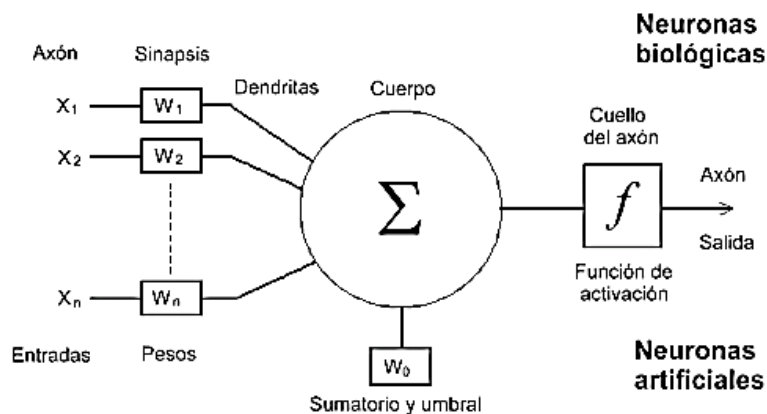 Neuronas
biológicas
Axón
Sinapsis
Dendritas
Cuerpo
Cuello
del axón
X1
W1
X2
W2
Xn
Wn
Σ
f
Axón
Salida
Función de
activación
Entradas
Pesos
W0
Sumatorio y umbral
Neuronas
artificiales